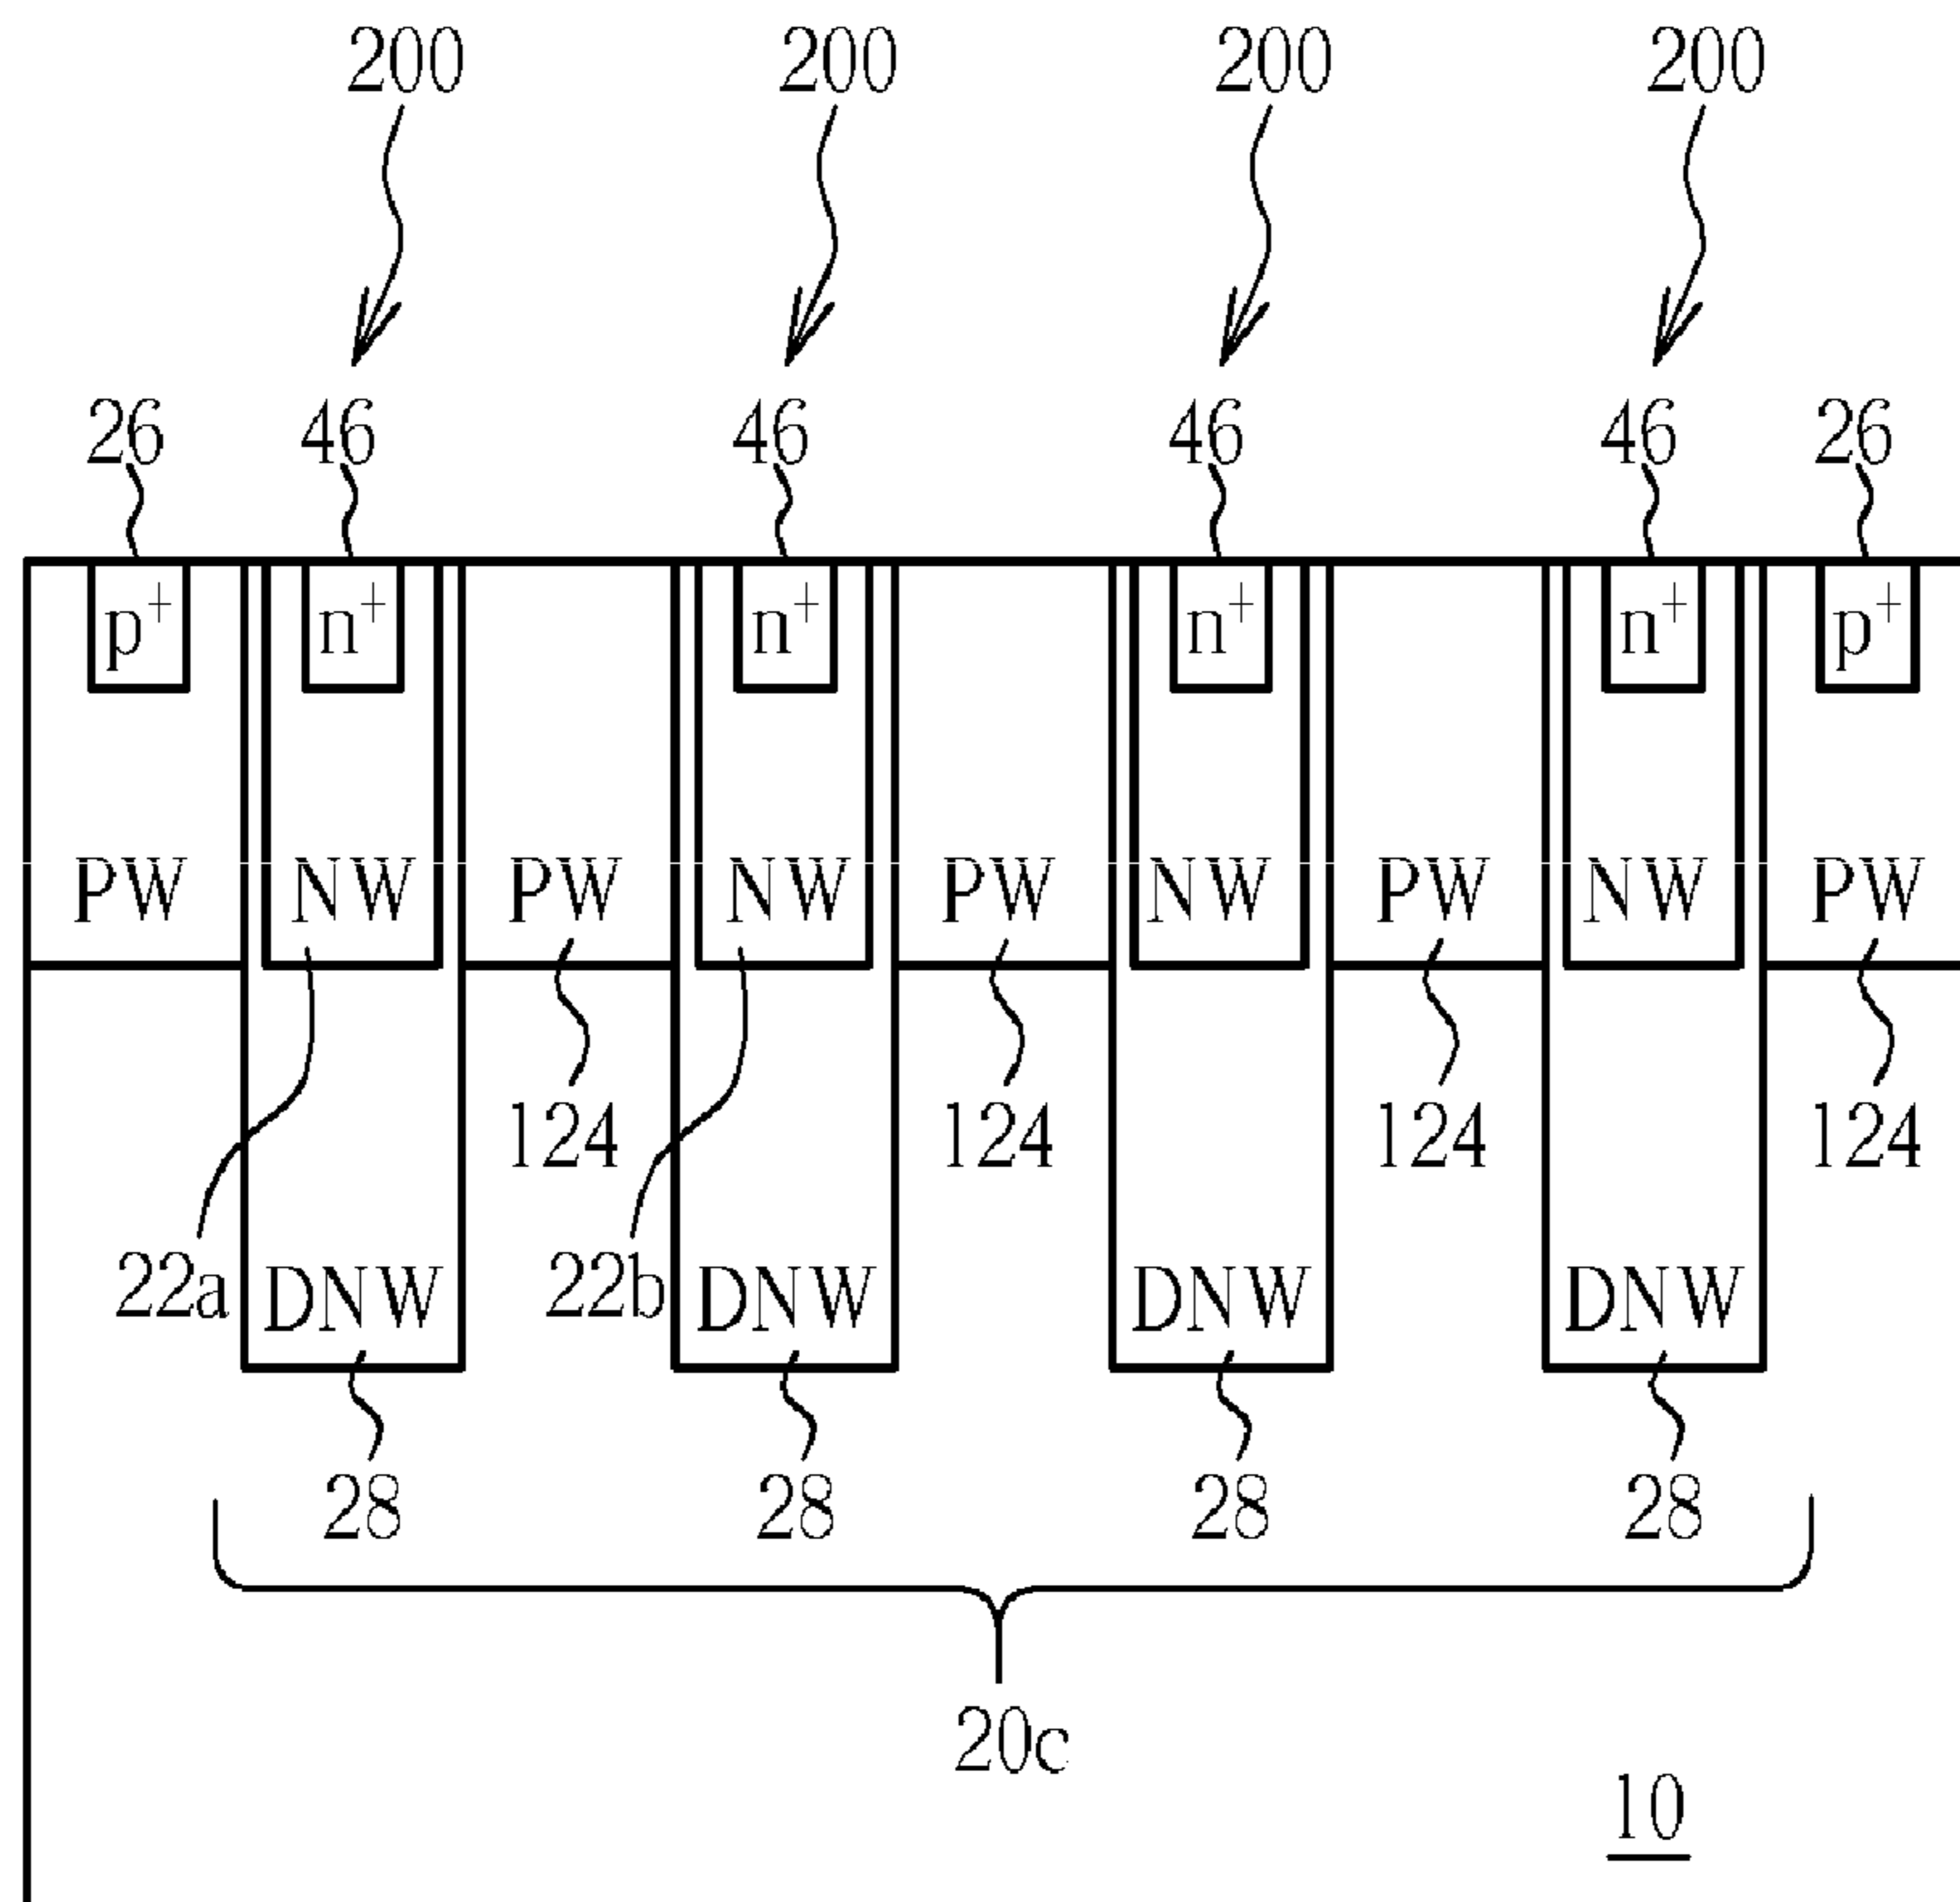 200 200 200 200
26 46 46 46 46 26
p+ n+ n+ n+ n+ p+
PW NW PW NW PW NW PW NW PW
124 124 124 124
22a DNW 22b DNW DNW DNW
28 28 28 28
20c
10